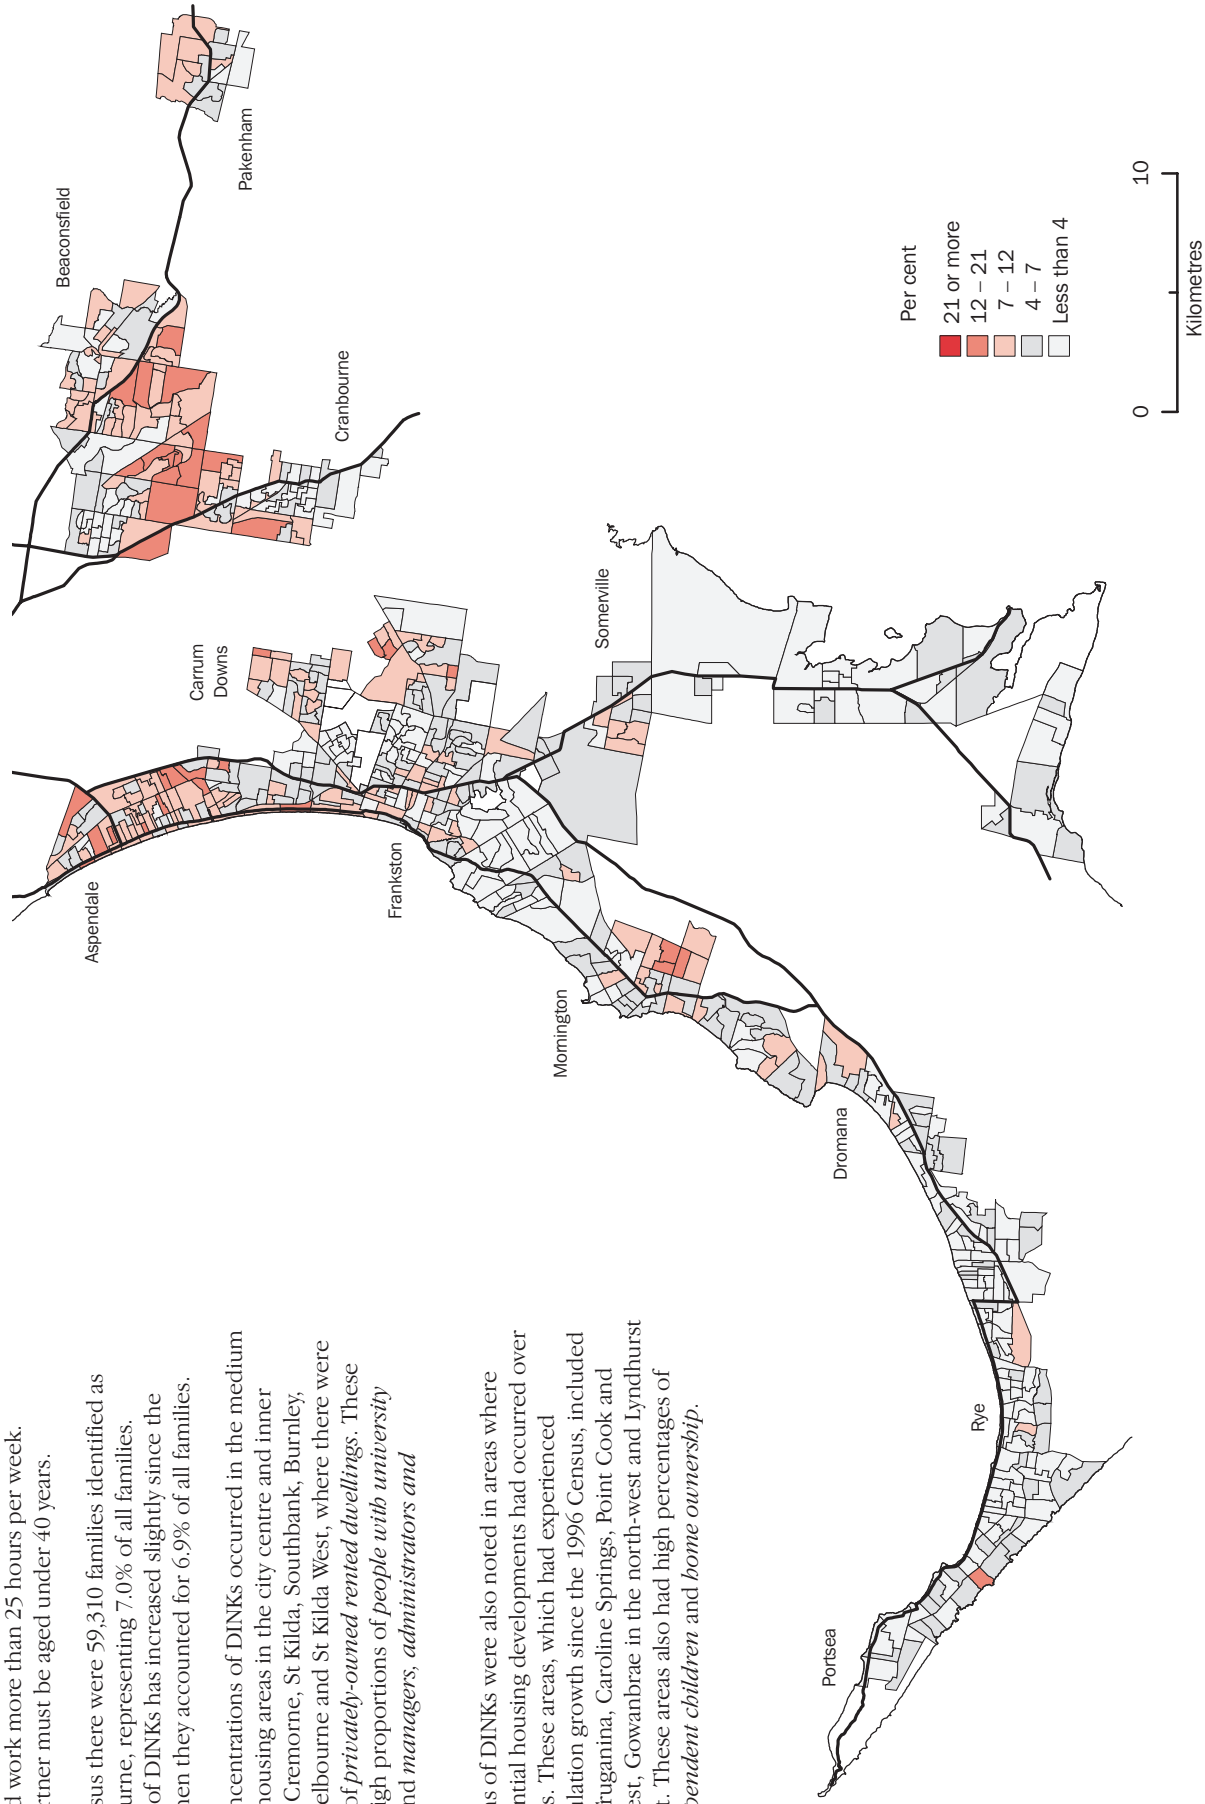 d work more than 25 hours per week.
rtner must be aged under 40 years.
sus there were 59,310 families identified as
urne, representing 7.0% of all families.
of DINKs has increased slightly since the
hen they accounted for 6.9% of all families.
ncentrations of DINKs occurred in the medium
housing areas in the city centre and inner
Cremorne, St Kilda, Southbank, Burnley,
elbourne and St Kilda West, where there were
of privately-owned rented dwellings. These
igh proportions of people with university
nd managers, administrators and
ns of DINKs were also noted in areas where
ntial housing developments had occurred over
s. These areas, which had experienced
lation growth since the 1996 Census, included
ruganina, Caroline Springs, Point Cook and
est, Gowanbrae in the north-west and Lyndhurst
t. These areas also had high percentages of
pendent children and home ownership.
Beaconsfield
Pakenham
Cranbourne
Carrum
Downs
Aspendale
Frankston
Somerville
Mornington
Dromana
Rye
Portsea
Per cent
21 or more
12 – 21
7 – 12
4 – 7
Less than 4
0 10
Kilometres